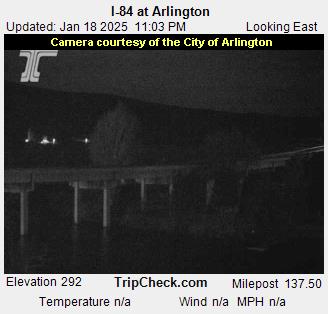 I-84 at Arlington
Updated: Jan 18 2025 11:03 PM Looking East
Camera courtesy of the City of Arlington
Elevation 292 TripCheck.com Milepost 137.50
Temperature n/a Wind n/a MPH n/a